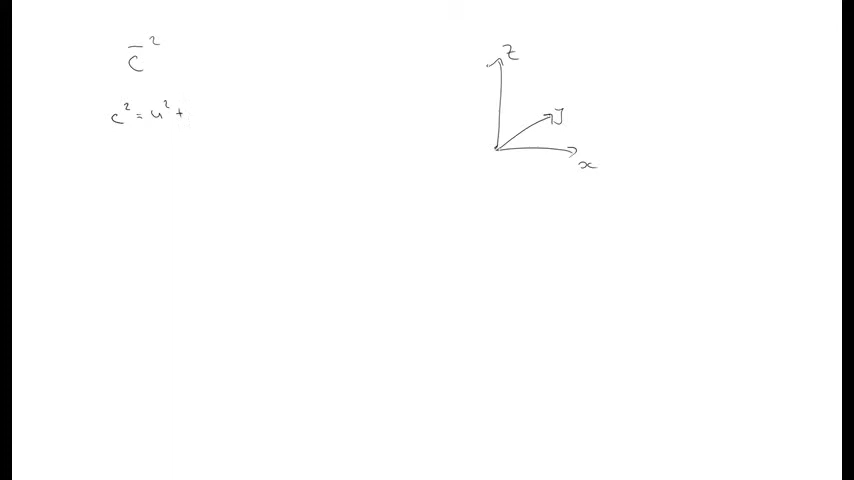 c̅²
c² = u² +
z
x